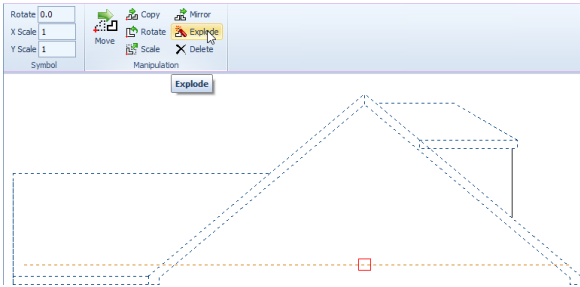 Rotate 0.0
X Scale 1
Y Scale 1
Symbol
Move
Copy
Rotate
Scale
Mirror
Explode
Delete
Manipulation
Explode